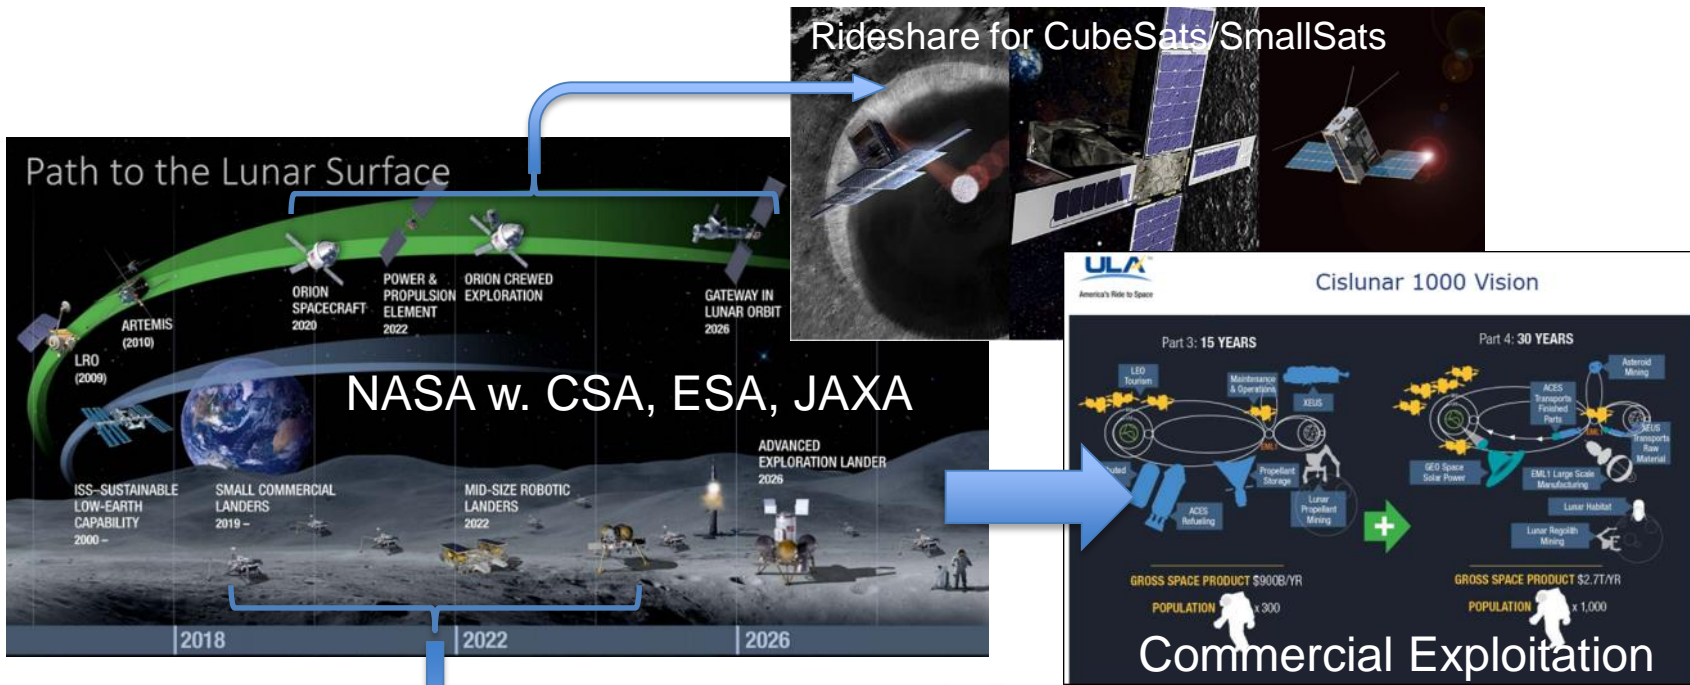 Rideshare for CubeSats/SmallSats
Path to the Lunar Surface
LRO
(2009)
ARTEMIS
(2010)
ORION
SPACECRAFT
2020
POWER &
PROPULSION
ELEMENT
2022
ORION CREWED
EXPLORATION
GATEWAY IN
LUNAR ORBIT
2026
NASA w. CSA, ESA, JAXA
ISS–SUSTAINABLE
LOW-EARTH
CAPABILITY
2000 –
SMALL COMMERCIAL
LANDERS
2019 –
MID-SIZE ROBOTIC
LANDERS
2022
ADVANCED
EXPLORATION LANDER
2026
2018
2022
2026
ULA
America's Ride to Space
Cislunar 1000 Vision
Part 3: 15 YEARS
LEO
Tourism
Maintenance
& Operations
XEUS
EML1
ACES
Refueling
Propellant
Storage
Lunar
Propellant
Mining
GROSS SPACE PRODUCT $900B/YR
POPULATION x 300
Part 4: 30 YEARS
Asteroid
Mining
ACES
Transports
Finished
Parts
EML1
XEUS
Transports
Raw
Material
GEO Space
Solar Power
EML1 Large Scale
Manufacturing
Lunar Habitat
Lunar Regolith
Mining
GROSS SPACE PRODUCT $2.7T/YR
POPULATION x 1,000
Commercial Exploitation